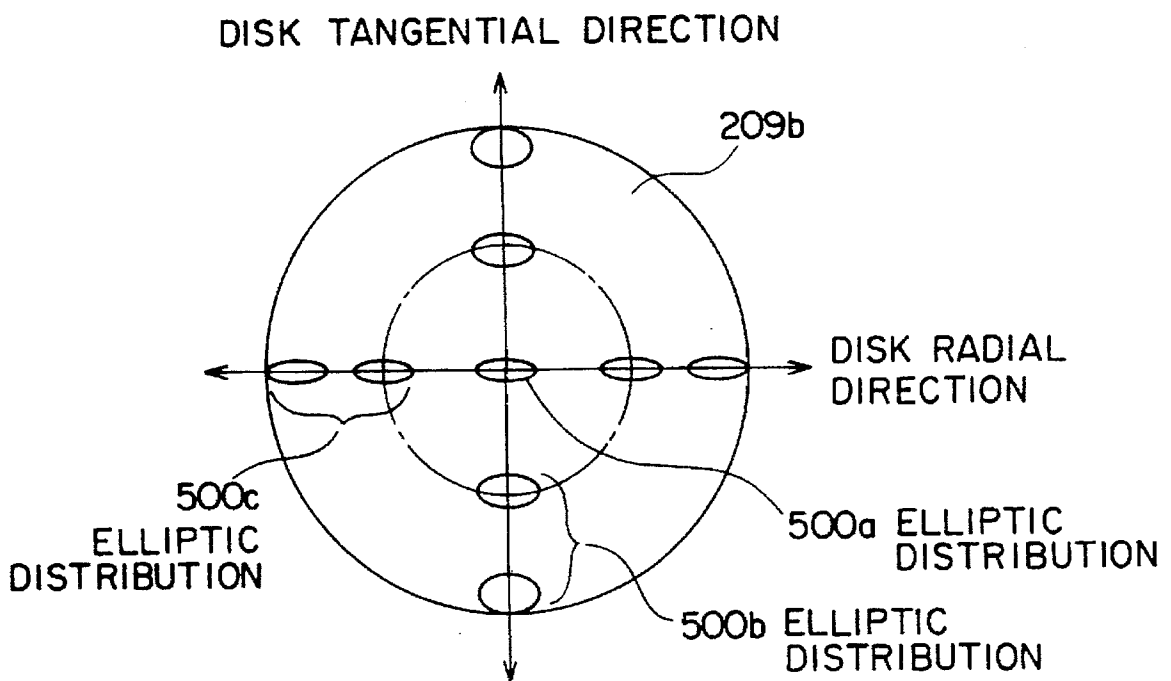 DISK TANGENTIAL DIRECTION
209b
DISK RADIAL
DIRECTION
500c
ELLIPTIC
DISTRIBUTION
500a ELLIPTIC
DISTRIBUTION
500b ELLIPTIC
DISTRIBUTION